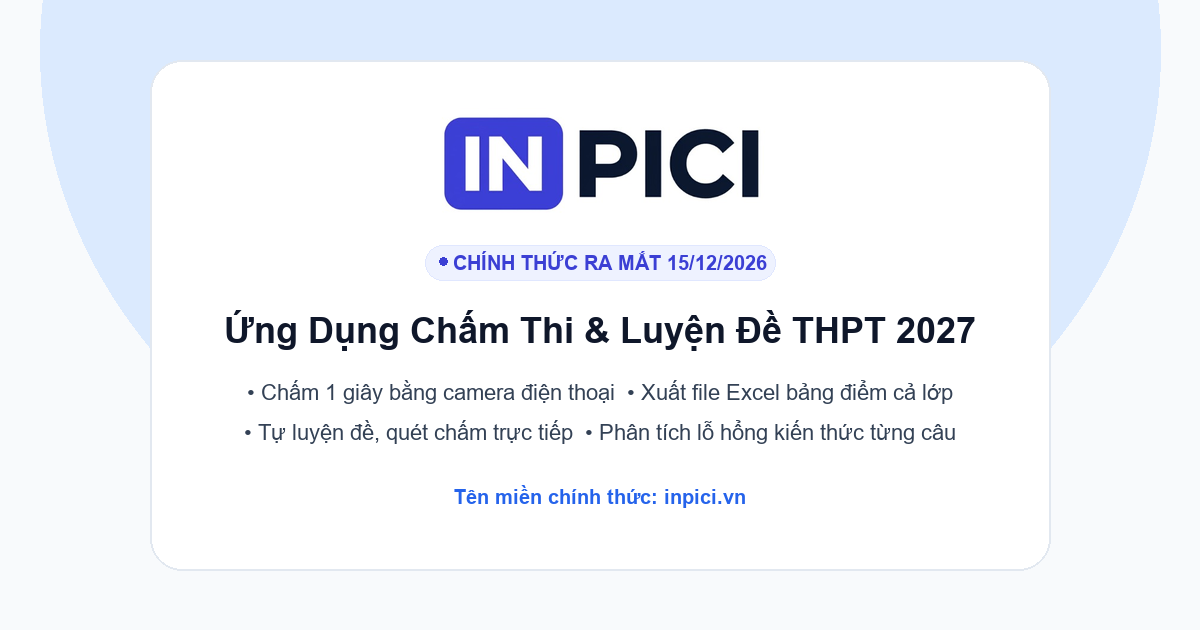 IN PICI
• CHÍNH THỨC RA MẮT 15/12/2026
Ứng Dụng Chấm Thi & Luyện Đề THPT 2027
• Chấm 1 giây bằng camera điện thoại • Xuất file Excel bảng điểm cả lớp
• Tự luyện đề, quét chấm trực tiếp • Phân tích lỗ hổng kiến thức từng câu
Tên miền chính thức: inpici.vn